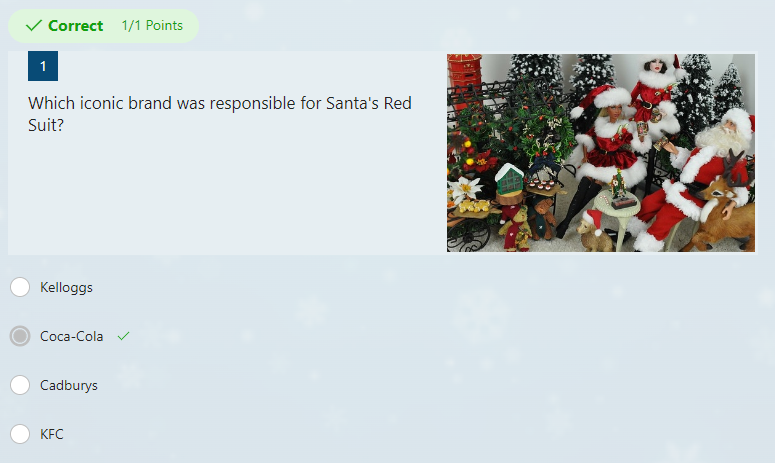 Correct 1/1 Points
1
Which iconic brand was responsible for Santa's Red
Suit?
Kelloggs
Coca-Cola
Cadburys
KFC